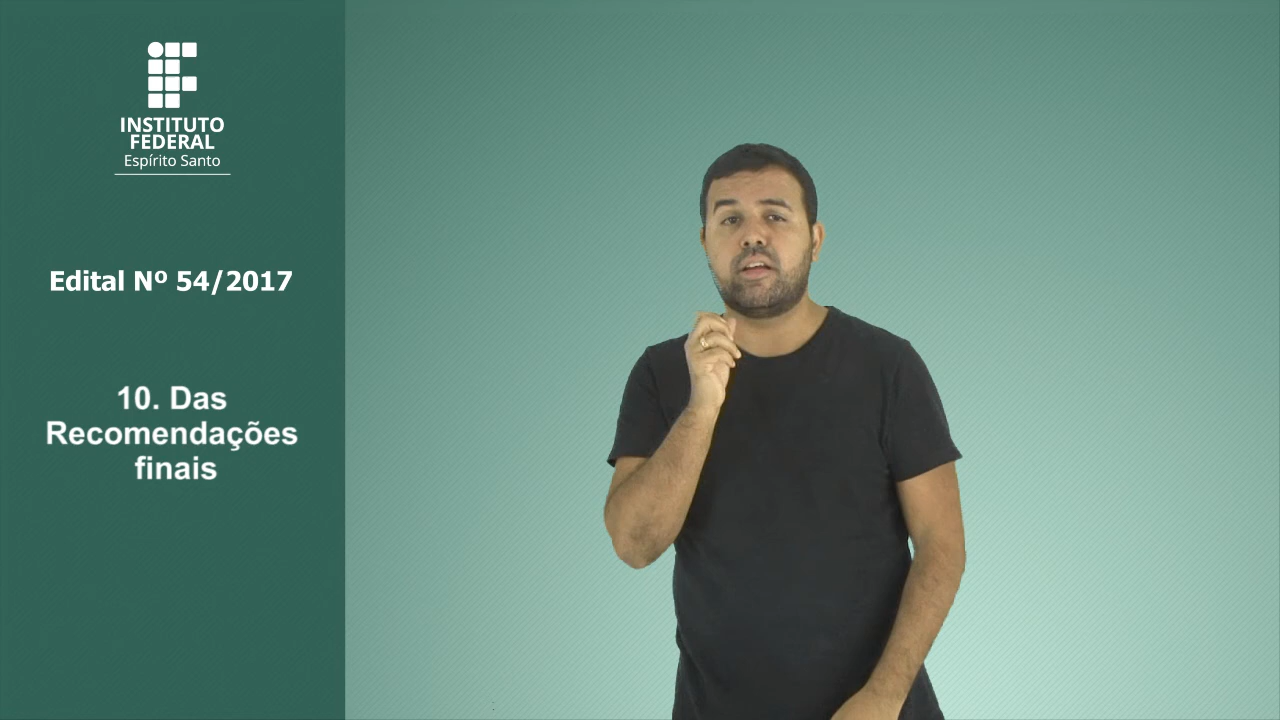 INSTITUTO
FEDERAL
Espírito Santo
Edital Nº 54/2017
10. Das
Recomendações
finais